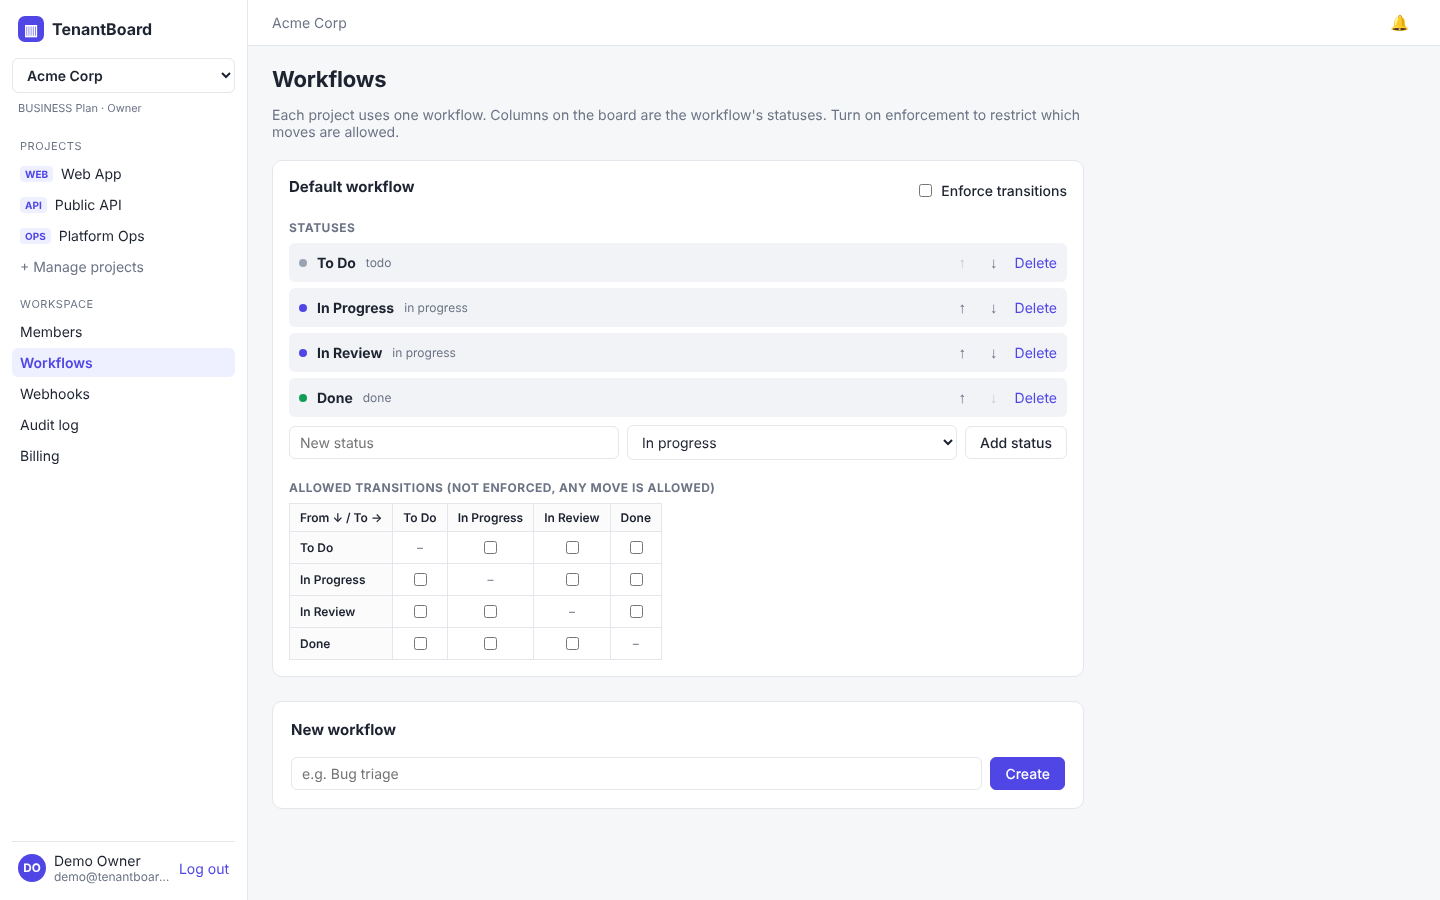 TenantBoard
Acme Corp
BUSINESS Plan · Owner
PROJECTS
WEB Web App
API Public API
OPS Platform Ops
+ Manage projects
WORKSPACE
Members
Workflows
Webhooks
Audit log
Billing
DO
Demo Owner
demo@tenantboar...
Log out
Acme Corp
Workflows
Each project uses one workflow. Columns on the board are the workflow's statuses. Turn on enforcement to restrict which
moves are allowed.
Default workflow
Enforce transitions
STATUSES
To Do todo ↑ ↓ Delete
In Progress in progress ↑ ↓ Delete
In Review in progress ↑ ↓ Delete
Done done ↑ ↓ Delete
New status In progress Add status
ALLOWED TRANSITIONS (NOT ENFORCED, ANY MOVE IS ALLOWED)
From ↓ / To → To Do In Progress In Review Done
To Do –
In Progress –
In Review –
Done –
New workflow
e.g. Bug triage Create